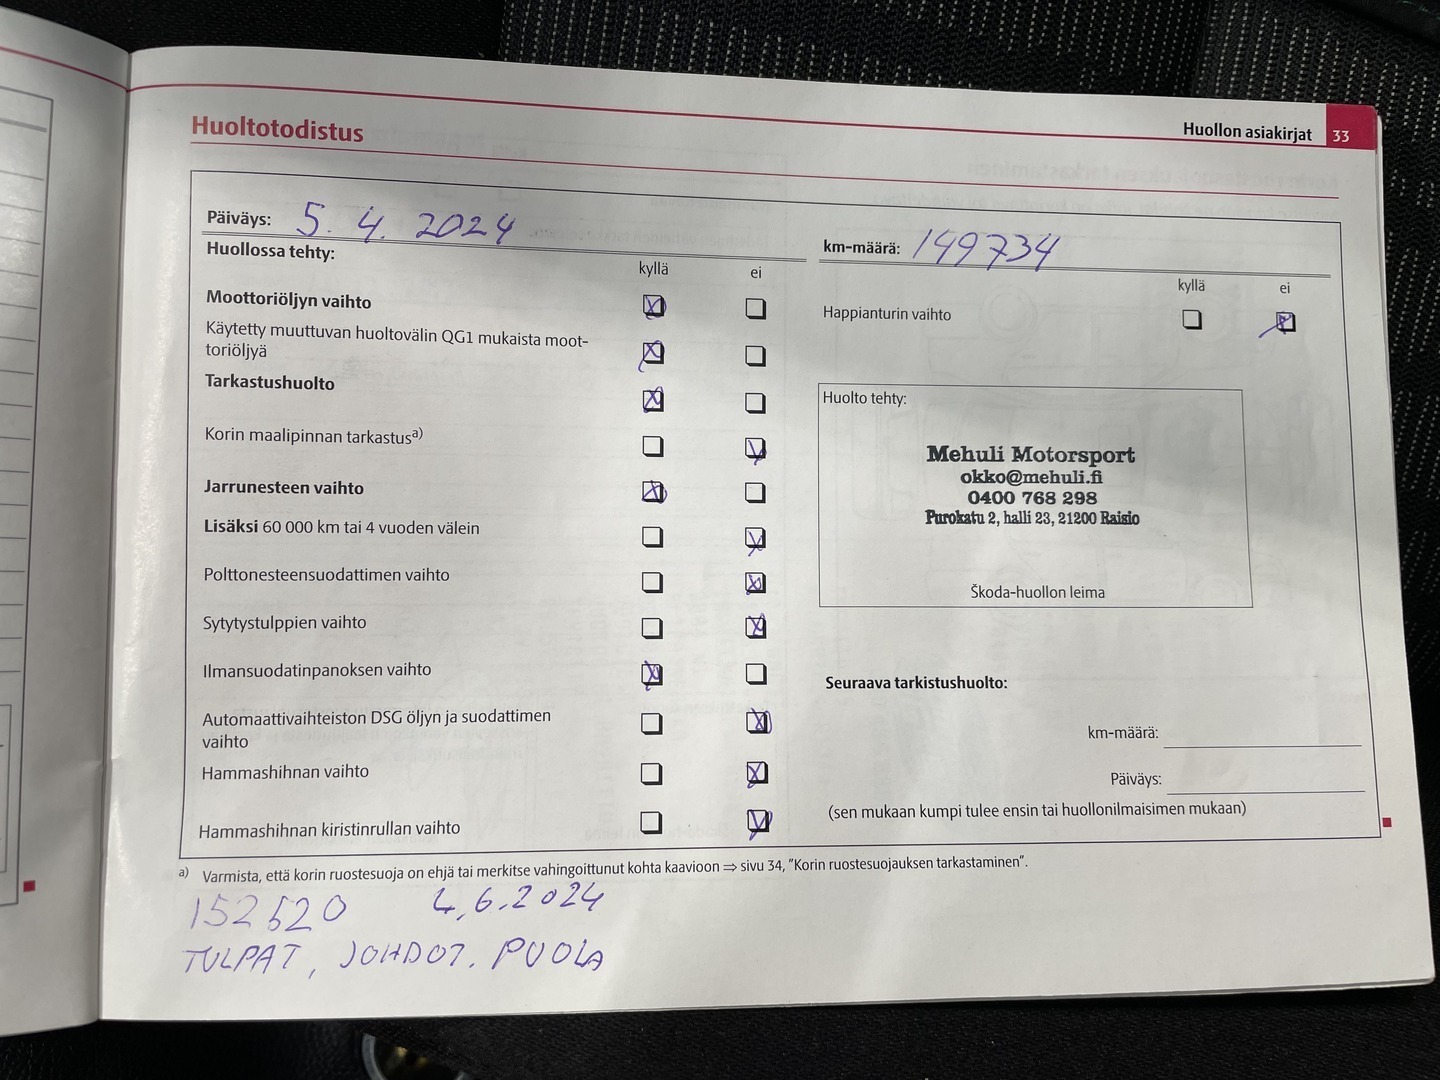 Huoltotodistus
Huollon asiakirjat 33
Päiväys: 5. 4. 2024
km-määrä: 149734
Huollossa tehty:
kyllä ei
kyllä ei
Moottoriöljyn vaihto
Käytetty muuttuvan huoltovälin QG1 mukaista moot-
toriöljyä
Tarkastushuolto
Korin maalipinnan tarkastusa)
Jarrunesteen vaihto
Lisäksi 60 000 km tai 4 vuoden välein
Polttonesteensuodattimen vaihto
Sytytystulppien vaihto
Ilmansuodatinpanoksen vaihto
Automaattivaihteiston DSG öljyn ja suodattimen
vaihto
Hammashihnan vaihto
Hammashihnan kiristinrullan vaihto
Happianturin vaihto
Huolto tehty:
Mehuli Motorsport
okko@mehuli.fi
0400 768 298
Purokatu 2, halli 23, 21200 Raisio
Škoda-huollon leima
Seuraava tarkistushuolto:
km-määrä:
Päiväys:
(sen mukaan kumpi tulee ensin tai huollonilmaisimen mukaan)
a) Varmista, että korin ruostesuoja on ehjä tai merkitse vahingoittunut kohta kaavioon ⇒ sivu 34, "Korin ruostesuojauksen tarkastaminen".
152520 4,6.2024
TULPAT, JOHDOT. PUOLA